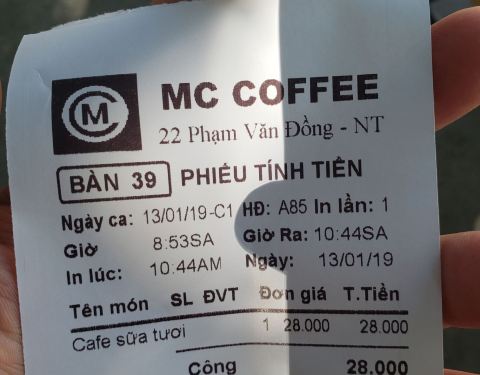 MC
MC COFFEE
22 Phạm Văn Đồng - NT
BÀN 39 PHIẾU TÍNH TIỀN
Ngày ca: 13/01/19-C1 HĐ: A85 In lần: 1
Giờ 8:53SA Giờ Ra: 10:44SA
In lúc: 10:44AM Ngày: 13/01/19
Tên món SL ĐVT Đơn giá T.Tiền
Cafe sữa tươi 1 28.000 28.000
Cộng 28.000